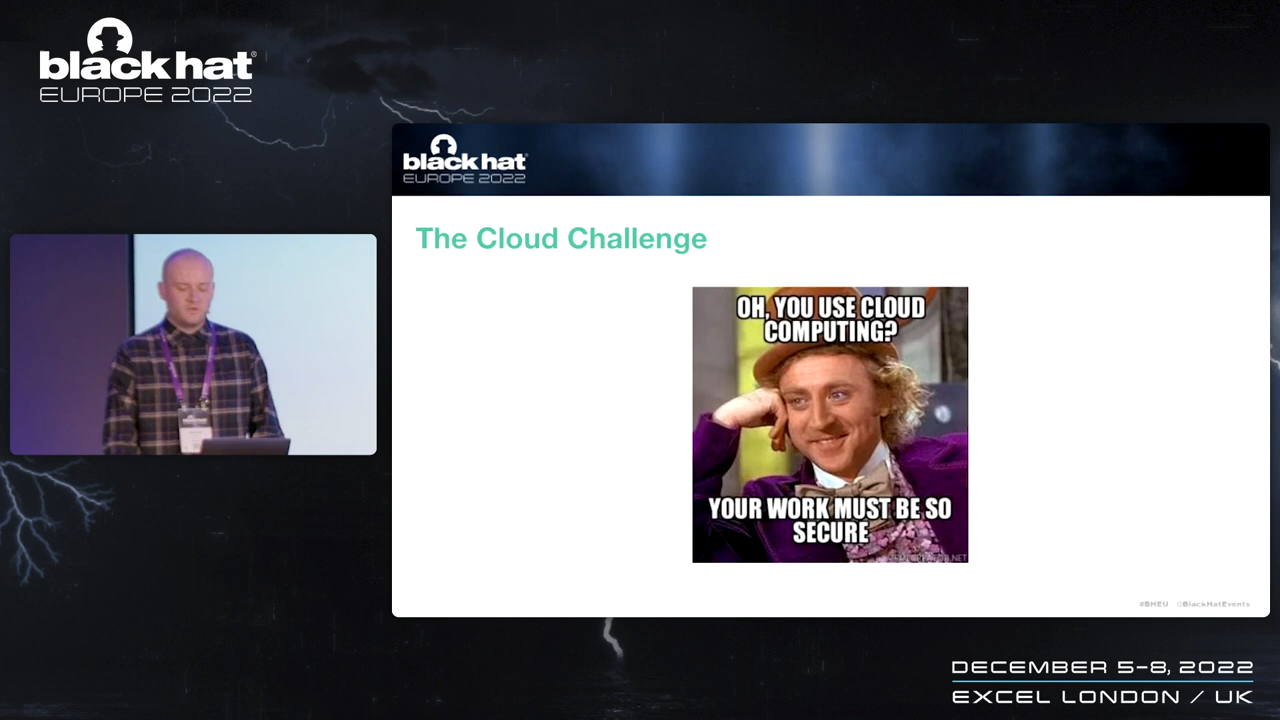 black hat®
EUROPE 2022
black hat®
EUROPE 2022
The Cloud Challenge
OH, YOU USE CLOUD
COMPUTING?
YOUR WORK MUST BE SO
SECURE
#BHEU @BlackHatEvents
DECEMBER 5-8, 2022
EXCEL LONDON / UK